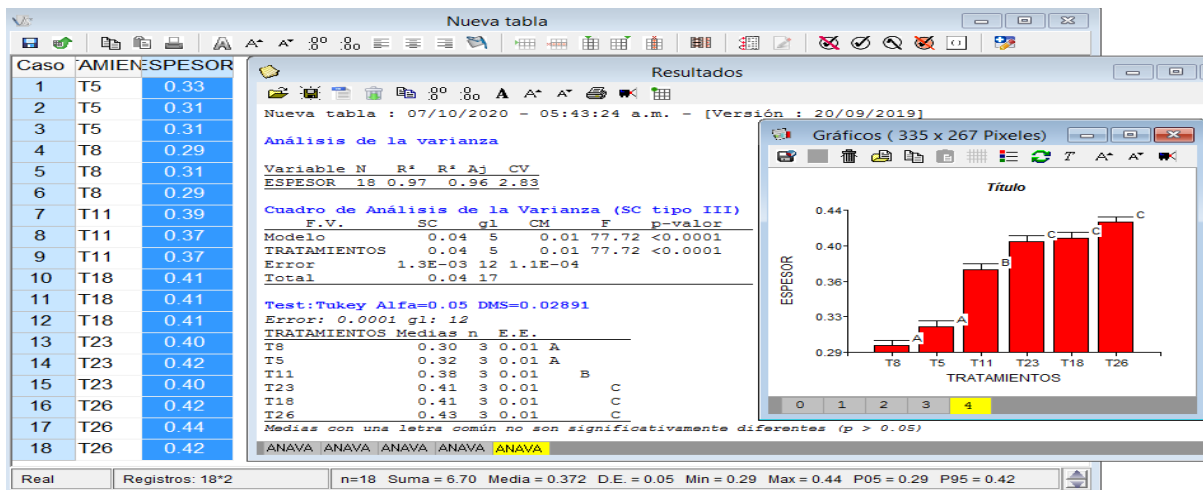 Nueva tabla
Caso TAMIEN ESPESOR
1 T5 0.33
2 T5 0.31
3 T5 0.31
4 T8 0.29
5 T8 0.31
6 T8 0.29
7 T11 0.39
8 T11 0.37
9 T11 0.37
10 T18 0.41
11 T18 0.41
12 T18 0.41
13 T23 0.40
14 T23 0.42
15 T23 0.40
16 T26 0.42
17 T26 0.44
18 T26 0.42
Real Registros: 18*2 n=18 Suma = 6.70 Media = 0.372 D.E. = 0.05 Min = 0.29 Max = 0.44 P05 = 0.29 P95 = 0.42
Resultados
Nueva tabla : 07/10/2020 - 05:43:24 a.m. - [Versión : 20/09/2019]
Análisis de la varianza
Variable N R² R² Aj CV
ESPESOR 18 0.97 0.96 2.83
Cuadro de Análisis de la Varianza (SC tipo III)
F.V. SC gl CM F p-valor
Modelo 0.04 5 0.01 77.72 <0.0001
TRATAMIENTOS 0.04 5 0.01 77.72 <0.0001
Error 1.3E-03 12 1.1E-04
Total 0.04 17
Test:Tukey Alfa=0.05 DMS=0.02891
Error: 0.0001 gl: 12
TRATAMIENTOS Medias n E.E.
T8 0.30 3 0.01 A
T5 0.32 3 0.01 A
T11 0.38 3 0.01 B
T23 0.41 3 0.01 C
T18 0.41 3 0.01 C
T26 0.43 3 0.01 C
Medias con una letra común no son significativamente diferentes (p > 0.05)
ANAVA ANAVA ANAVA ANAVA ANAVA
Gráficos ( 335 x 267 Pixeles)
Título
0.44
0.40
0.36
0.33
0.29
ESPESOR
A A B C C C
T8 T5 T11 T23 T18 T26
TRATAMIENTOS
0 1 2 3 4